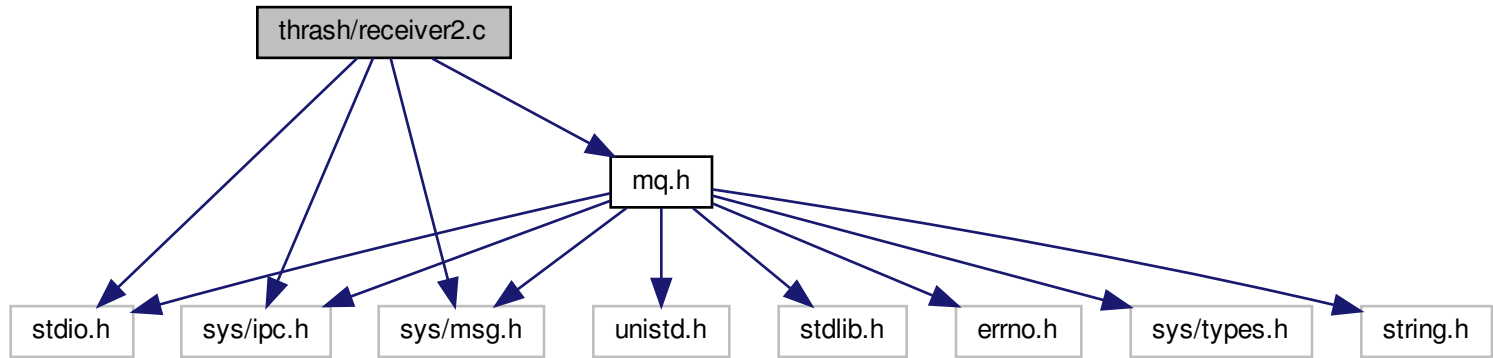 thrash/receiver2.c
mq.h
stdio.h
sys/ipc.h
sys/msg.h
unistd.h
stdlib.h
errno.h
sys/types.h
string.h